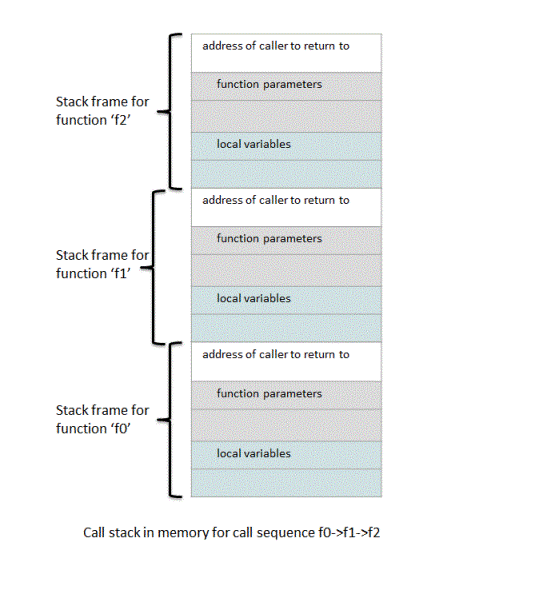 address of caller to return to
function parameters
Stack frame for
function ‘f2’
local variables
address of caller to return to
function parameters
Stack frame for
function ‘f1’
local variables
address of caller to return to
function parameters
Stack frame for
function ‘f0’
local variables
Call stack in memory for call sequence f0->f1->f2